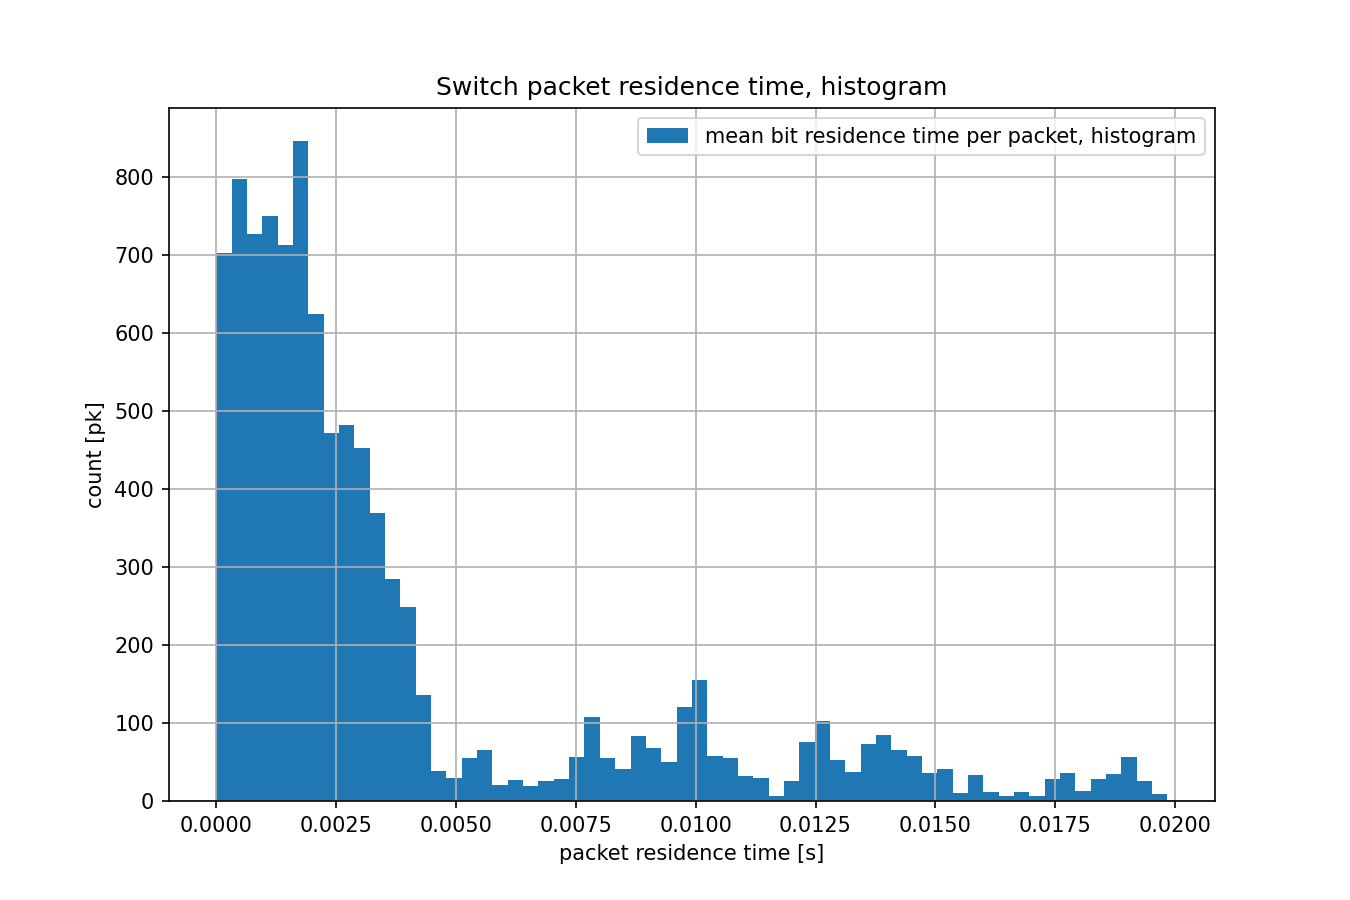 Switch packet residence time, histogram
mean bit residence time per packet, histogram
800
700
600
500
400
300
200
100
0
count [pk]
0.0000 0.0025 0.0050 0.0075 0.0100 0.0125 0.0150 0.0175 0.0200
packet residence time [s]